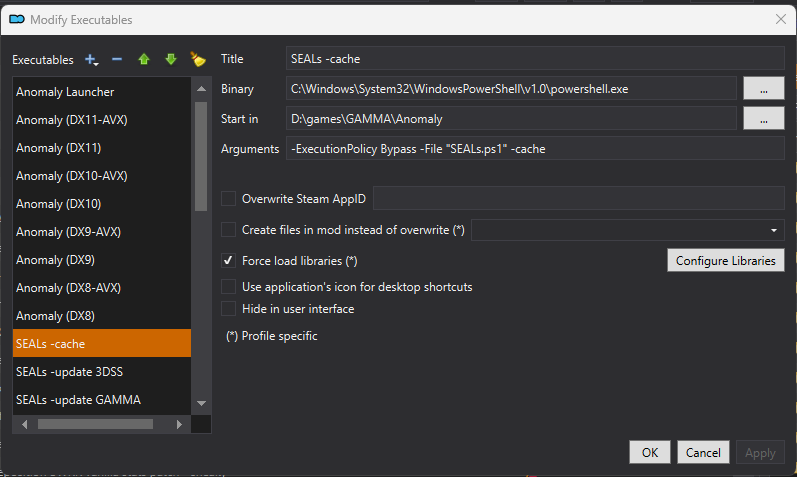 Modify Executables
Executables
Title
SEALs -cache
Binary
C:\Windows\System32\WindowsPowerShell\v1.0\powershell.exe
...
Start in
D:\games\GAMMA\Anomaly
...
Arguments
-ExecutionPolicy Bypass -File "SEALs.ps1" -cache
Anomaly Launcher
Anomaly (DX11-AVX)
Anomaly (DX11)
Anomaly (DX10-AVX)
Anomaly (DX10)
Anomaly (DX9-AVX)
Anomaly (DX9)
Anomaly (DX8-AVX)
Anomaly (DX8)
SEALs -cache
SEALs -update 3DSS
SEALs -update GAMMA
Overwrite Steam AppID
Create files in mod instead of overwrite (*)
Force load libraries (*)
Configure Libraries
Use application's icon for desktop shortcuts
Hide in user interface
(*) Profile specific
OK
Cancel
Apply